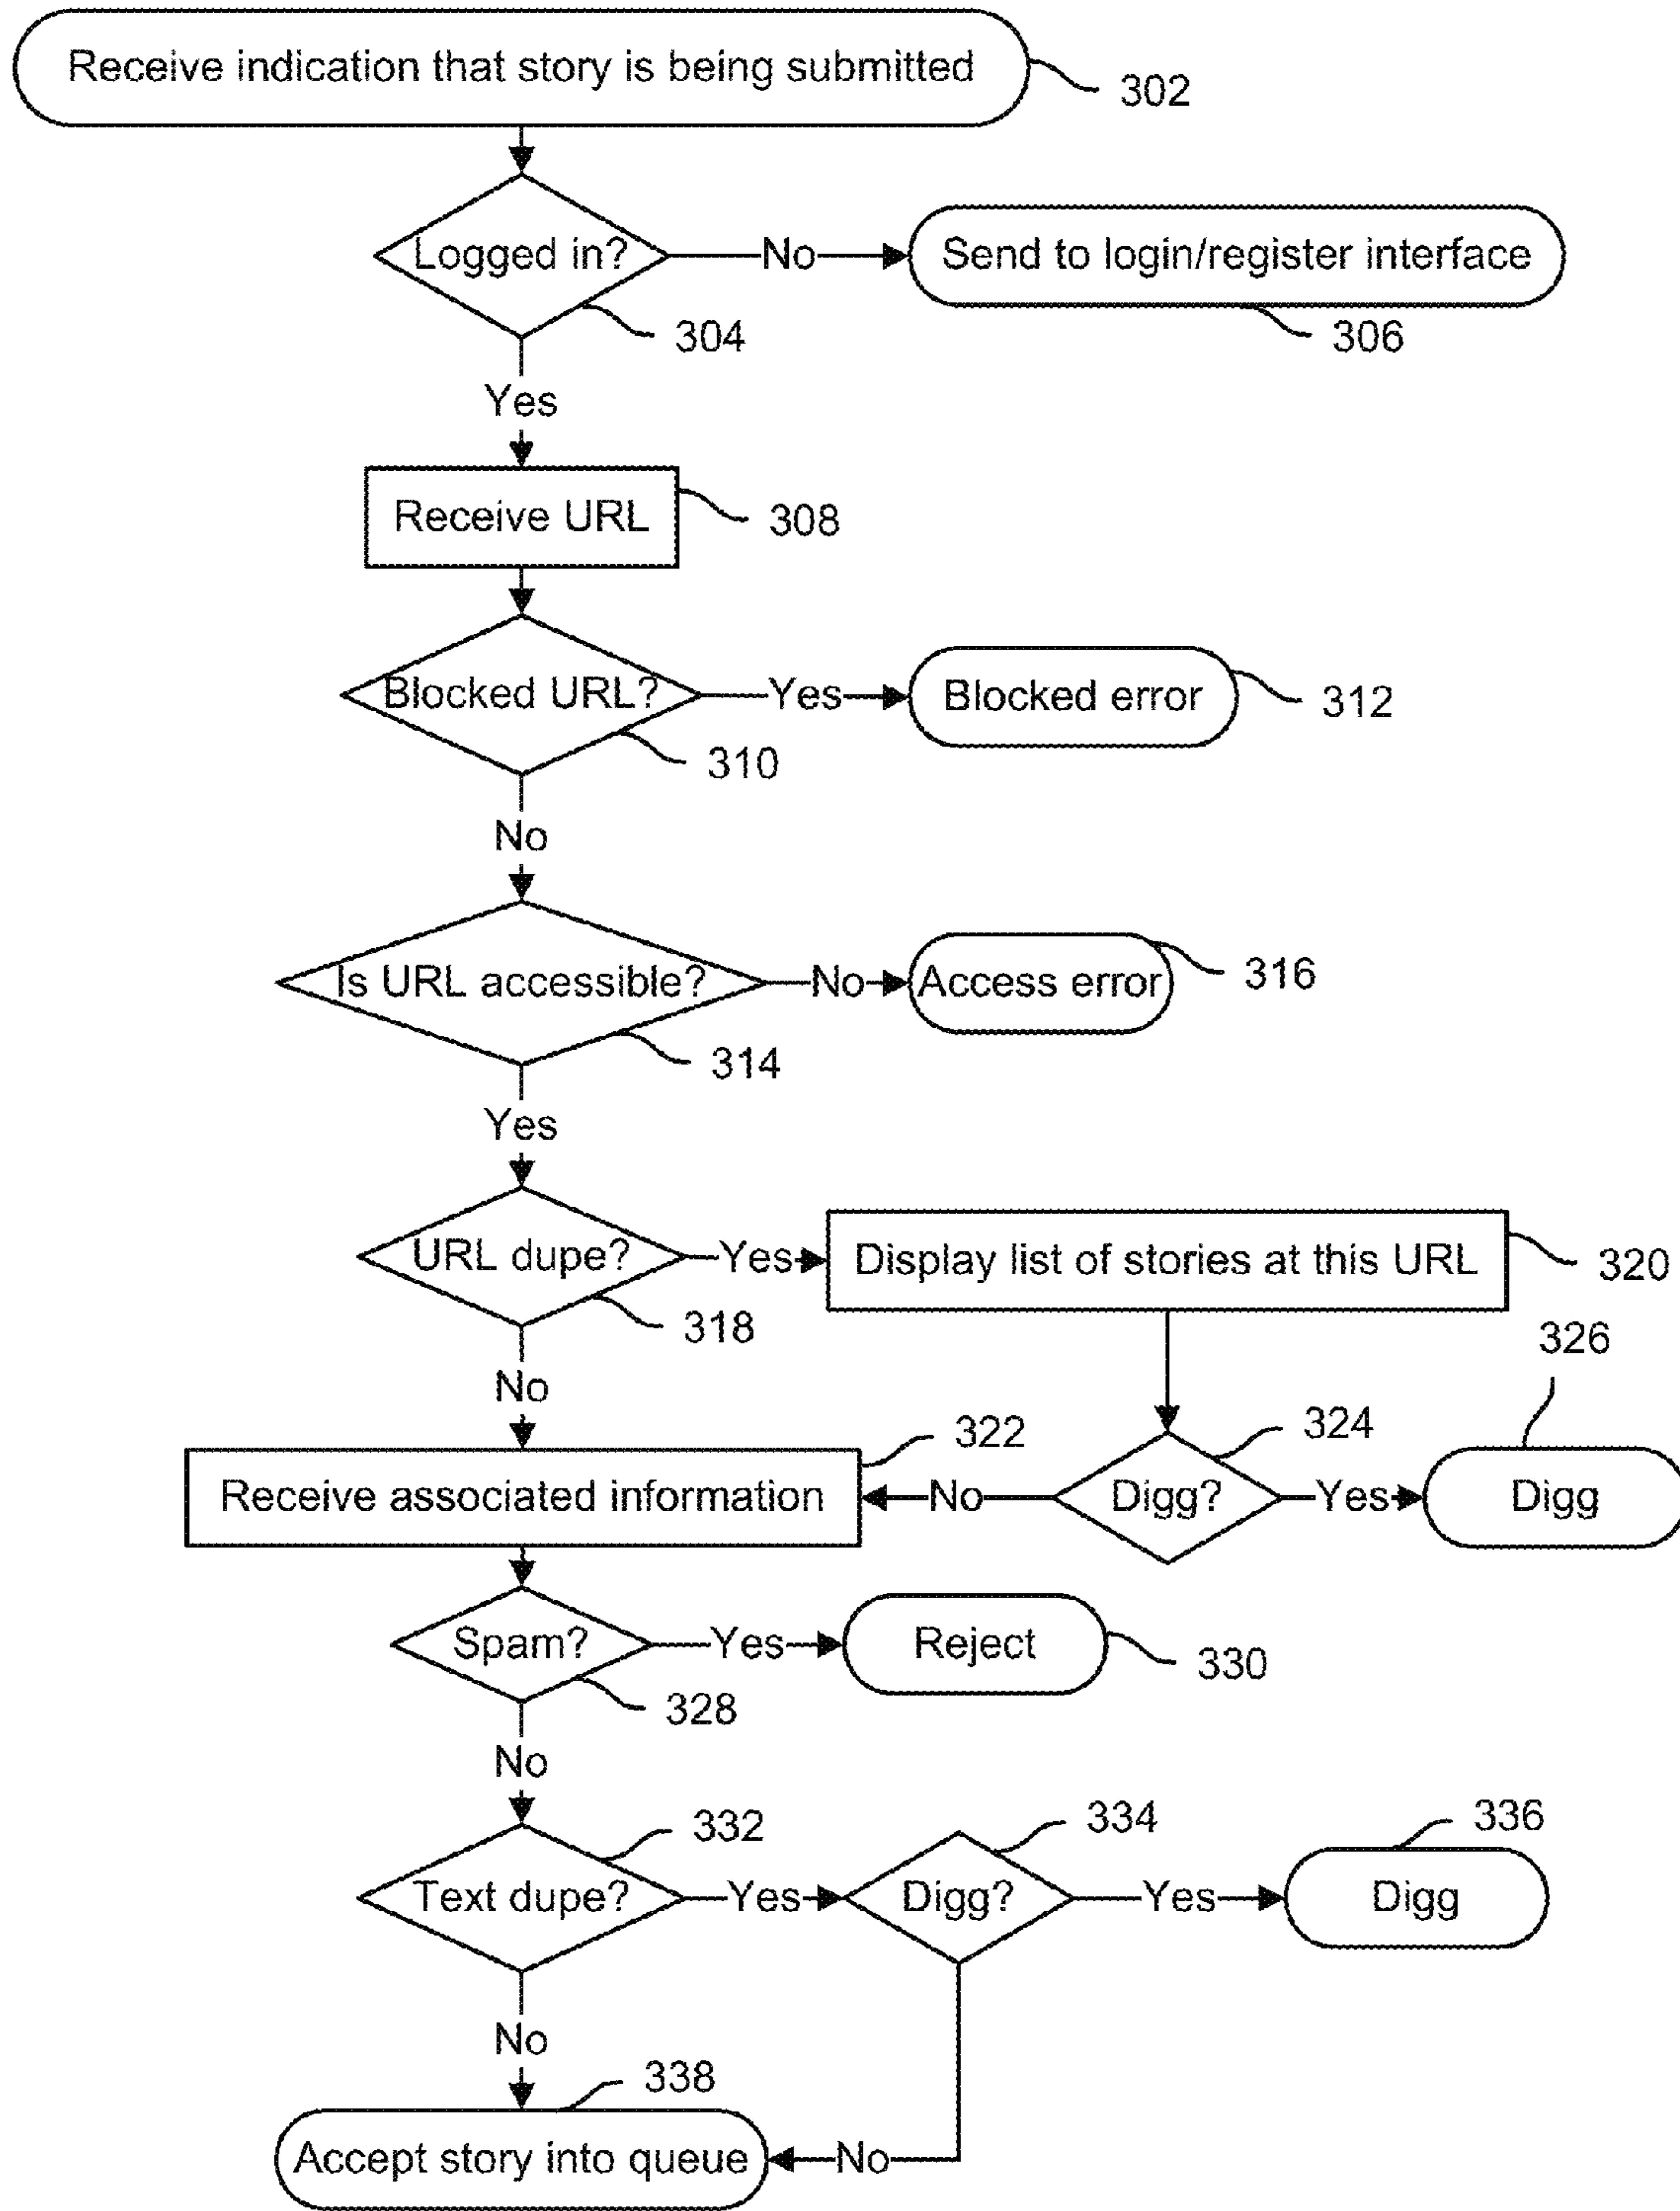 Receive indication that story is being submitted
302
Logged in?
No
Send to login/register interface
304
306
Yes
Receive URL
308
Blocked URL?
Yes
Blocked error
312
310
No
Is URL accessible?
No
Access error
316
314
Yes
URL dupe?
Yes
Display list of stories at this URL
320
318
326
No
322
324
Receive associated information
No
Digg?
Yes
Digg
Spam?
Yes
Reject
330
328
No
332
334
336
Text dupe?
Yes
Digg?
Yes
Digg
No
338
Accept story into queue
No